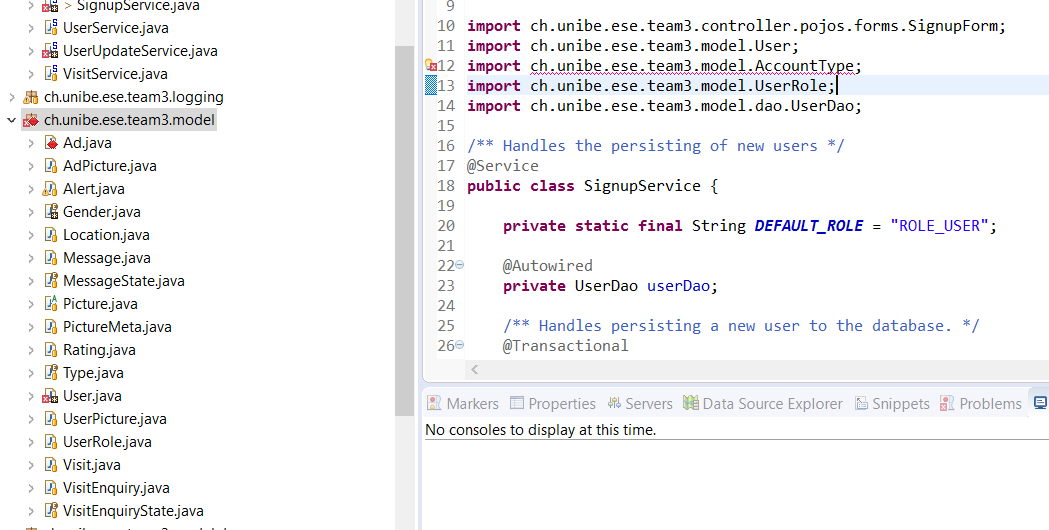 > SignupService.java
UserService.java
UserUpdateService.java
VisitService.java
ch.unibe.ese.team3.logging
ch.unibe.ese.team3.model
Ad.java
AdPicture.java
Alert.java
Gender.java
Location.java
Message.java
MessageState.java
Picture.java
PictureMeta.java
Rating.java
Type.java
User.java
UserPicture.java
UserRole.java
Visit.java
VisitEnquiry.java
VisitEnquiryState.java
9
10 import ch.unibe.ese.team3.controller.pojos.forms.SignupForm;
11 import ch.unibe.ese.team3.model.User;
12 import ch.unibe.ese.team3.model.AccountType;
13 import ch.unibe.ese.team3.model.UserRole;
14 import ch.unibe.ese.team3.model.dao.UserDao;
15
16 /** Handles the persisting of new users */
17 @Service
18 public class SignupService {
19
20 private static final String DEFAULT_ROLE = "ROLE_USER";
21
22 @Autowired
23 private UserDao userDao;
24
25 /** Handles persisting a new user to the database. */
26 @Transactional
Markers Properties Servers Data Source Explorer Snippets Problems
No consoles to display at this time.